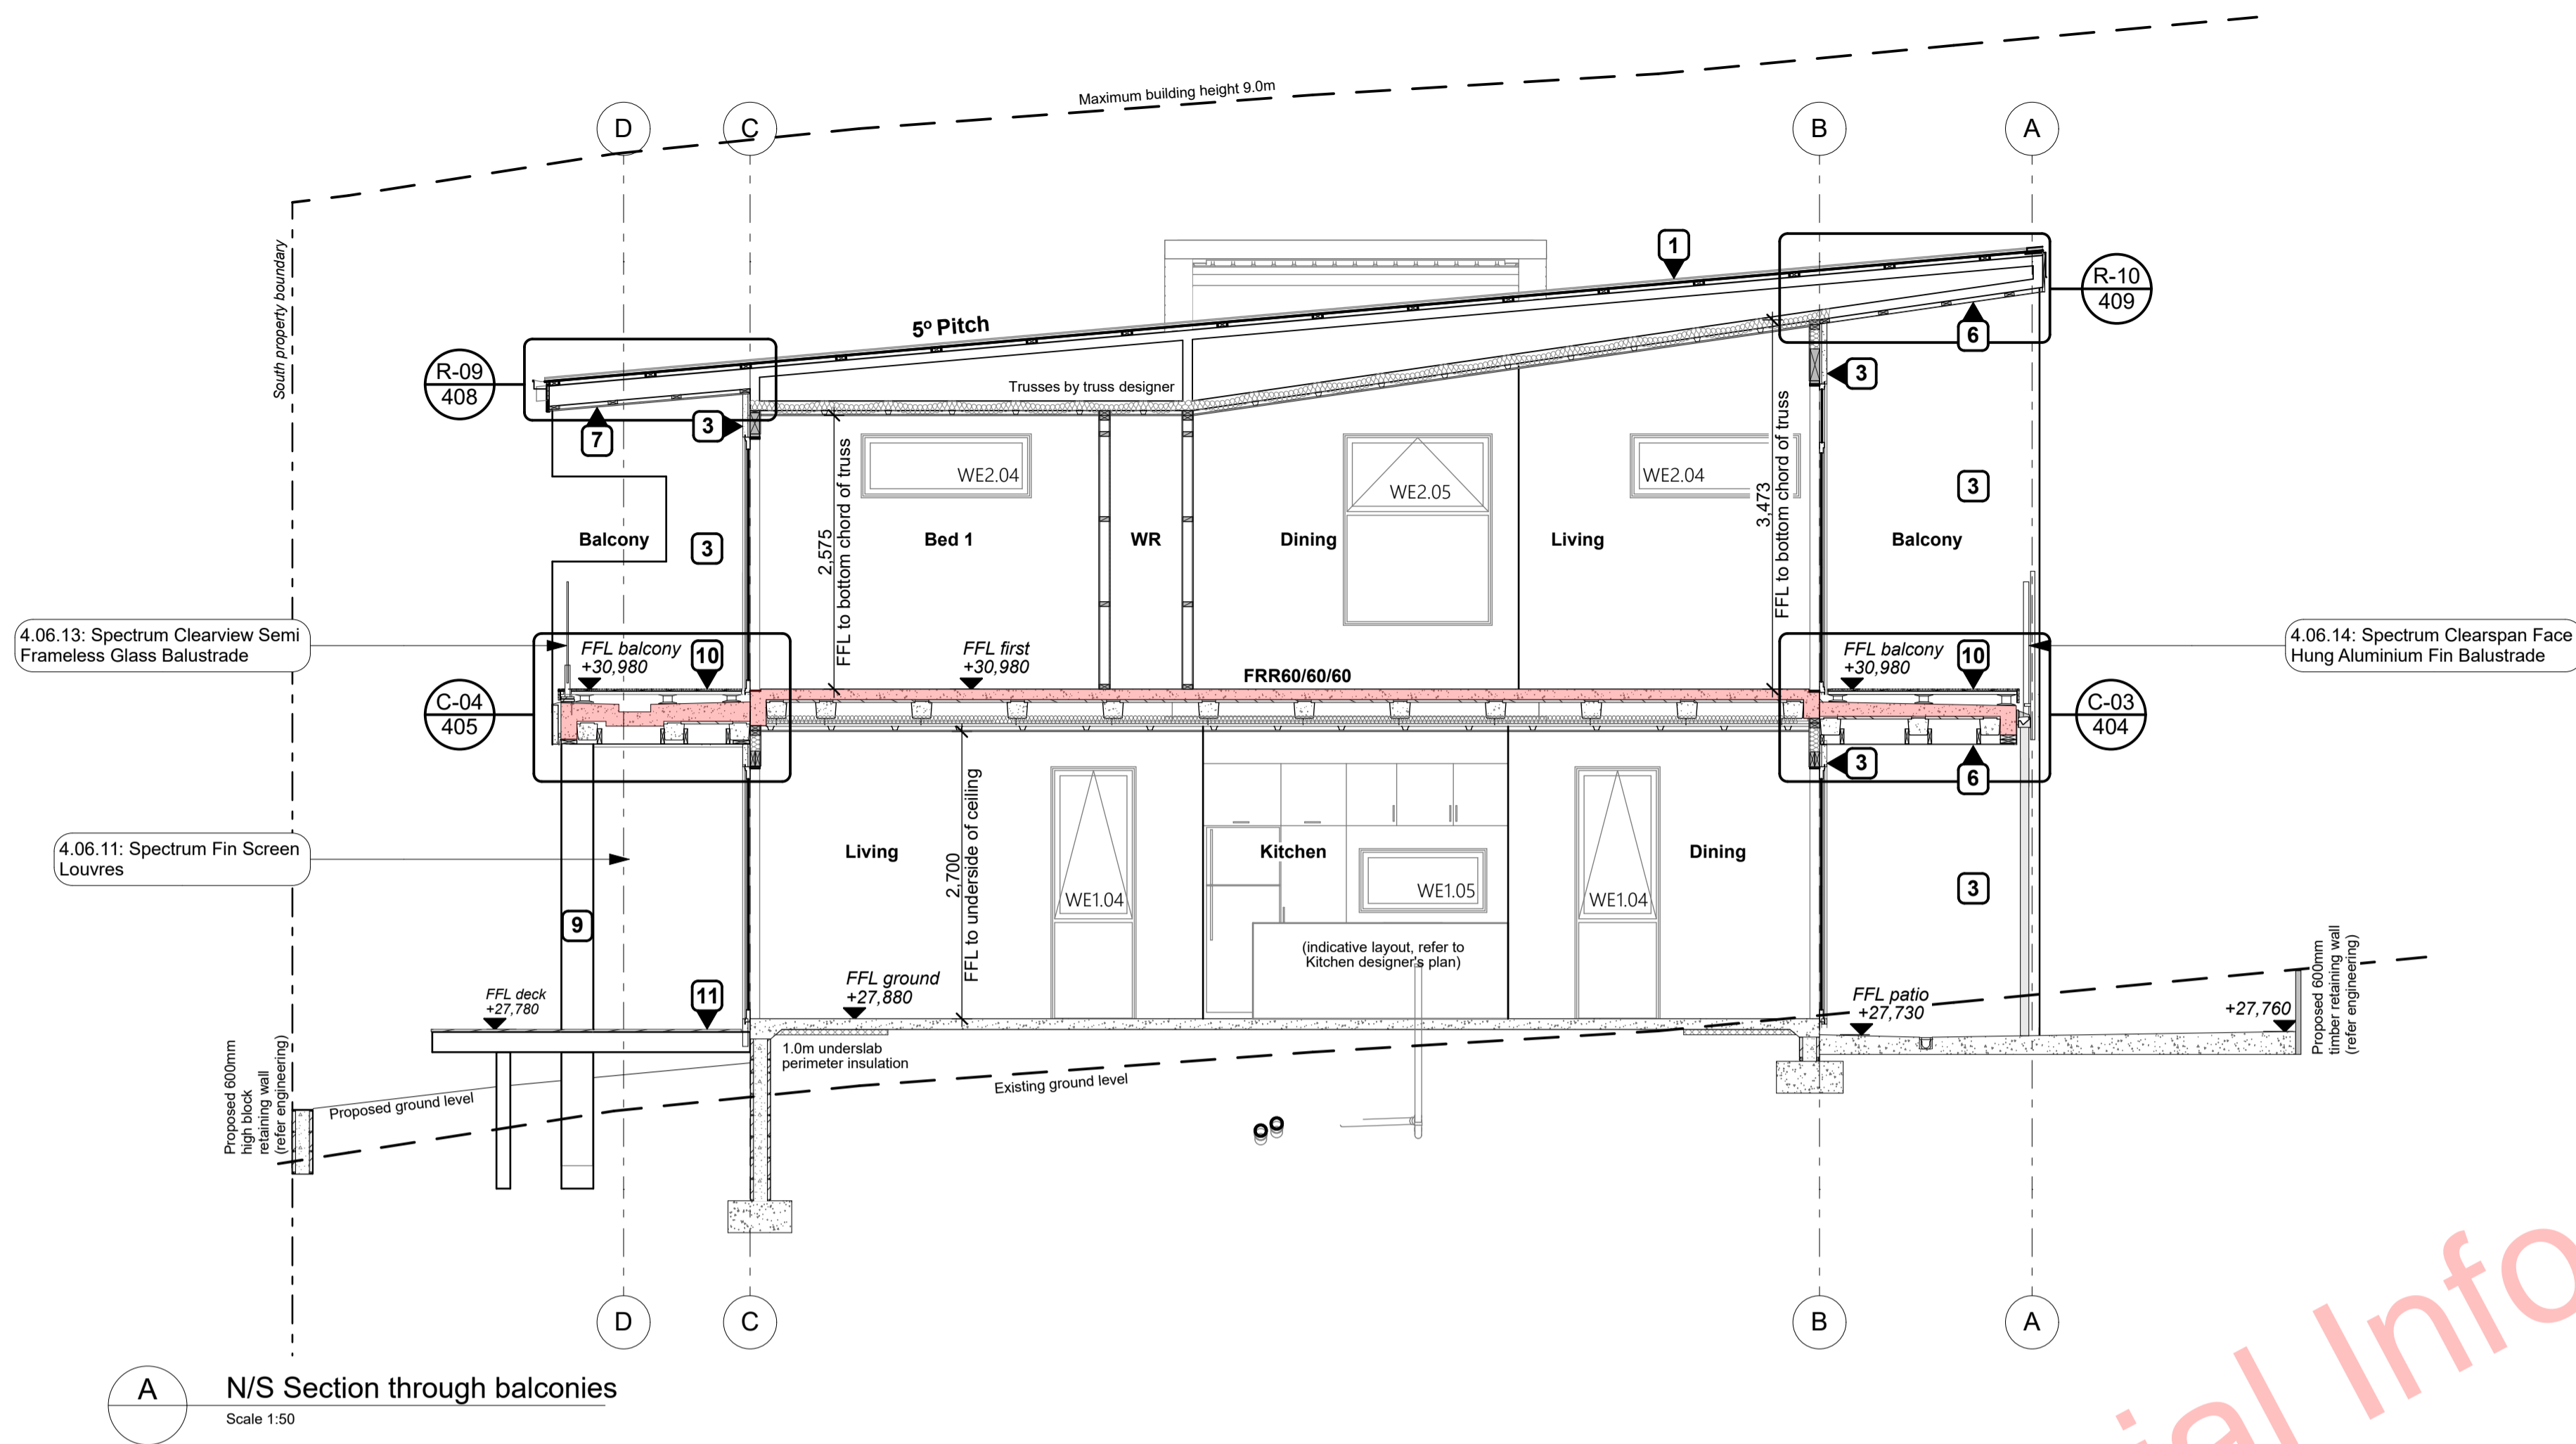 Maximum building height 9.0m
D
C
B
A
South property boundary
1
5º Pitch
R-10
409
R-09
408
6
3
Trusses by truss designer
3
7
WE2.04
WE2.05
WE2.04
3
Balcony
3
Bed 1
WR
Dining
Living
Balcony
2,575
FFL to bottom chord of truss
3,473
FFL to bottom chord of truss
4.06.13: Spectrum Clearview Semi
Frameless Glass Balustrade
FFL balcony
+30,980
10
FFL first
+30,980
FRR60/60/60
FFL balcony
+30,980
10
4.06.14: Spectrum Clearspan Face
Hung Aluminium Fin Balustrade
C-04
405
C-03
404
3
6
4.06.11: Spectrum Fin Screen
Louvres
Living
2,700
FFL to underside of ceiling
Kitchen
Dining
WE1.04
WE1.05
WE1.04
3
9
(indicative layout, refer to
Kitchen designer's plan)
FFL deck
+27,780
11
FFL ground
+27,880
FFL patio
+27,730
+27,760
Proposed 600mm
timber retaining wall
(refer engineering)
1.0m underslab
perimeter insulation
Existing ground level
Proposed ground level
Proposed 600mm
high block
retaining wall
(refer engineering)
D
C
B
A
A
N/S Section through balconies
Scale 1:50
ial Info